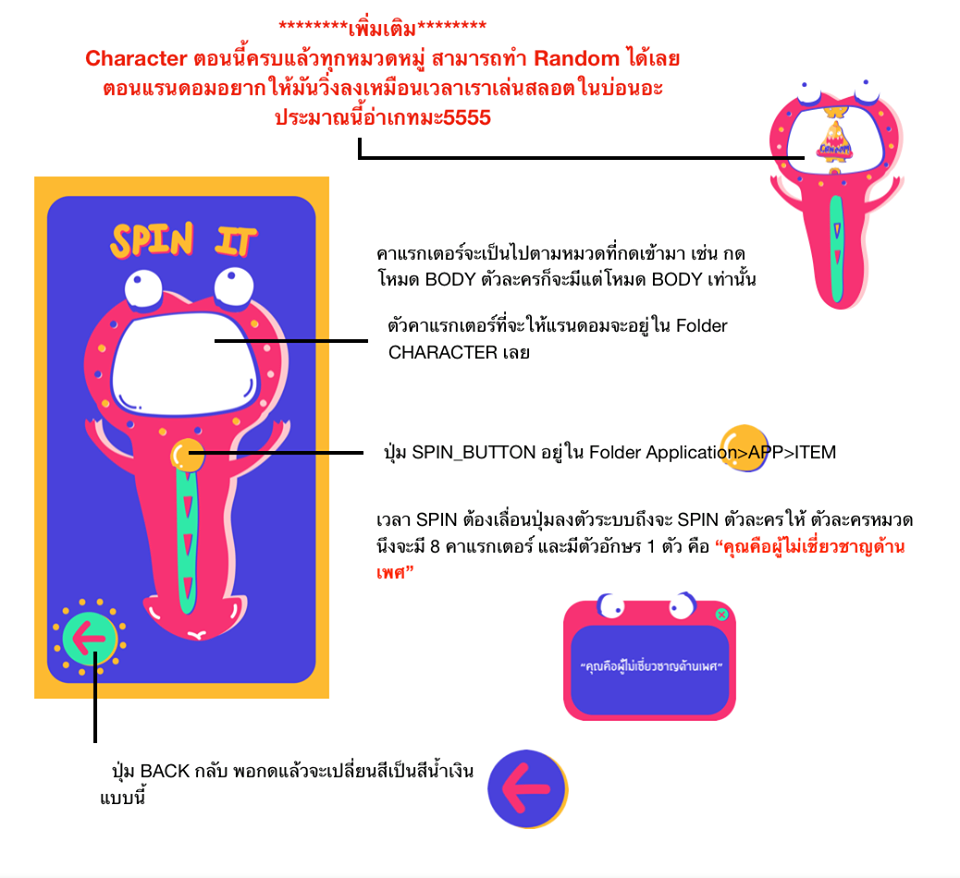 ********เพิ่มเติม********
Character ตอนนี้ครบแล้วทุกหมวดหมู่ สามารถทำ Random ได้เลย
ตอนแรนดอมอยากให้มันวิ่งลงเหมือนเวลาเราเล่นสลอตในบ่อนอะ
ประมาณนี้อ่าเกทมะ5555
SPIN IT
คาแรกเตอร์จะเป็นไปตามหมวดที่กดเข้ามา เช่น กด
โหมด BODY ตัวละครก็จะมีแต่โหมด BODY เท่านั้น
ตัวคาแรกเตอร์ที่จะให้แรนดอมจะอยู่ใน Folder
CHARACTER เลย
ปุ่ม SPIN_BUTTON อยู่ใน Folder Application>APP>ITEM
เวลา SPIN ต้องเลื่อนปุ่มลงตัวระบบถึงจะ SPIN ตัวละครให้ ตัวละครหมวด
นึงจะมี 8 คาแรกเตอร์ และมีตัวอักษร 1 ตัว คือ “คุณคือผู้ไม่เชี่ยวชาญด้าน
เพศ”
“คุณคือผู้ไม่เชี่ยวชาญด้านเพศ”
ปุ่ม BACK กลับ พอกดแล้วจะเปลี่ยนสีเป็นสีน้ำเงิน
แบบนี้